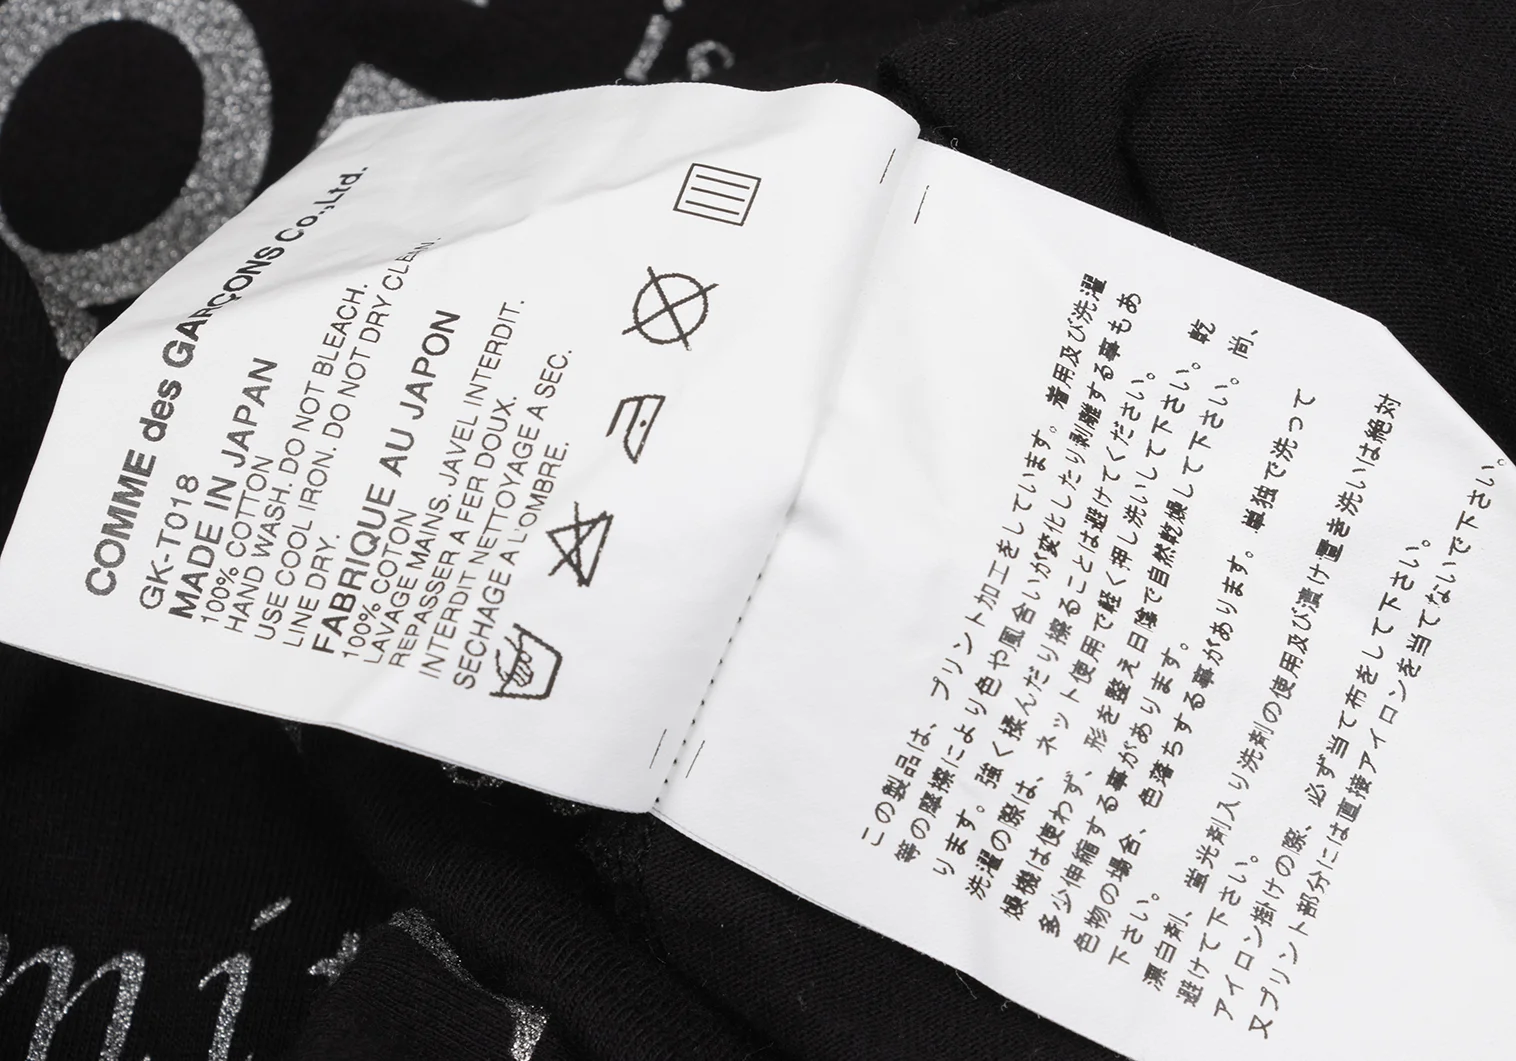 COMME des GARÇONS Co.,Ltd.
GK-T018
MADE IN JAPAN
100% COTTON
HAND WASH. DO NOT BLEACH.
USE COOL IRON. DO NOT DRY CLEAN.
LINE DRY.
FABRIQUE AU JAPON
100% COTON
LAVAGE MAINS. JAVEL INTERDIT.
REPASSER A FER DOUX.
INTERDIT NETTOYAGE A SEC.
SECHAGE A L'OMBRE.
この製品は、プリント加工をしています。着用及び洗濯
等の摩擦により色や風合いが変化したり剥離する事もあ
ります。強く揉んだり擦ることは避けてください。
洗濯の際は、ネット使用で軽く押し洗いして下さい。乾
燥機は使わず、形を整え日陰で自然乾燥して下さい。尚、
多少伸縮する事があります。
色物の場合、色落ちする事があります。単独で洗って
下さい。
漂白剤、蛍光剤入り洗剤の使用及び漬け置き洗いは絶対
避けて下さい。
アイロン掛けの際、必ず当て布をして下さい。
又プリント部分には直接アイロンを当てないで下さい。
mit